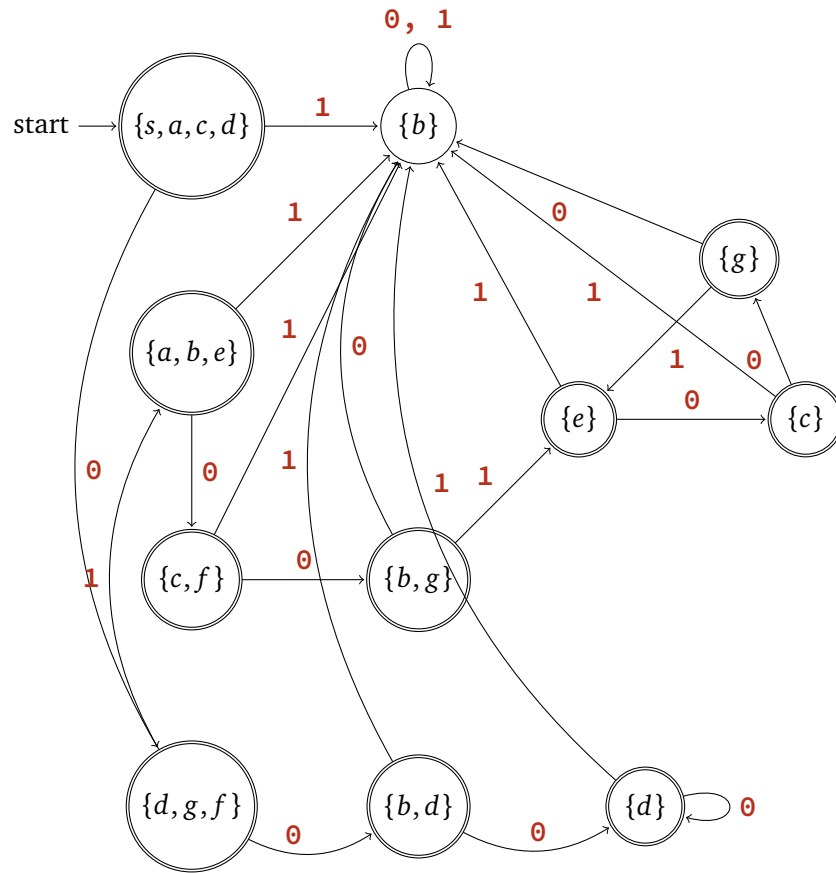 0, 1
start
{s, a, c, d}
1
{b}
1
0
{g}
1
1
1
{a, b, e}
0
1
0
0
{e}
{c}
0
0
1
1
1
1
{c, f}
0
{b, g}
{d, g, f}
0
{b, d}
0
{d}
0